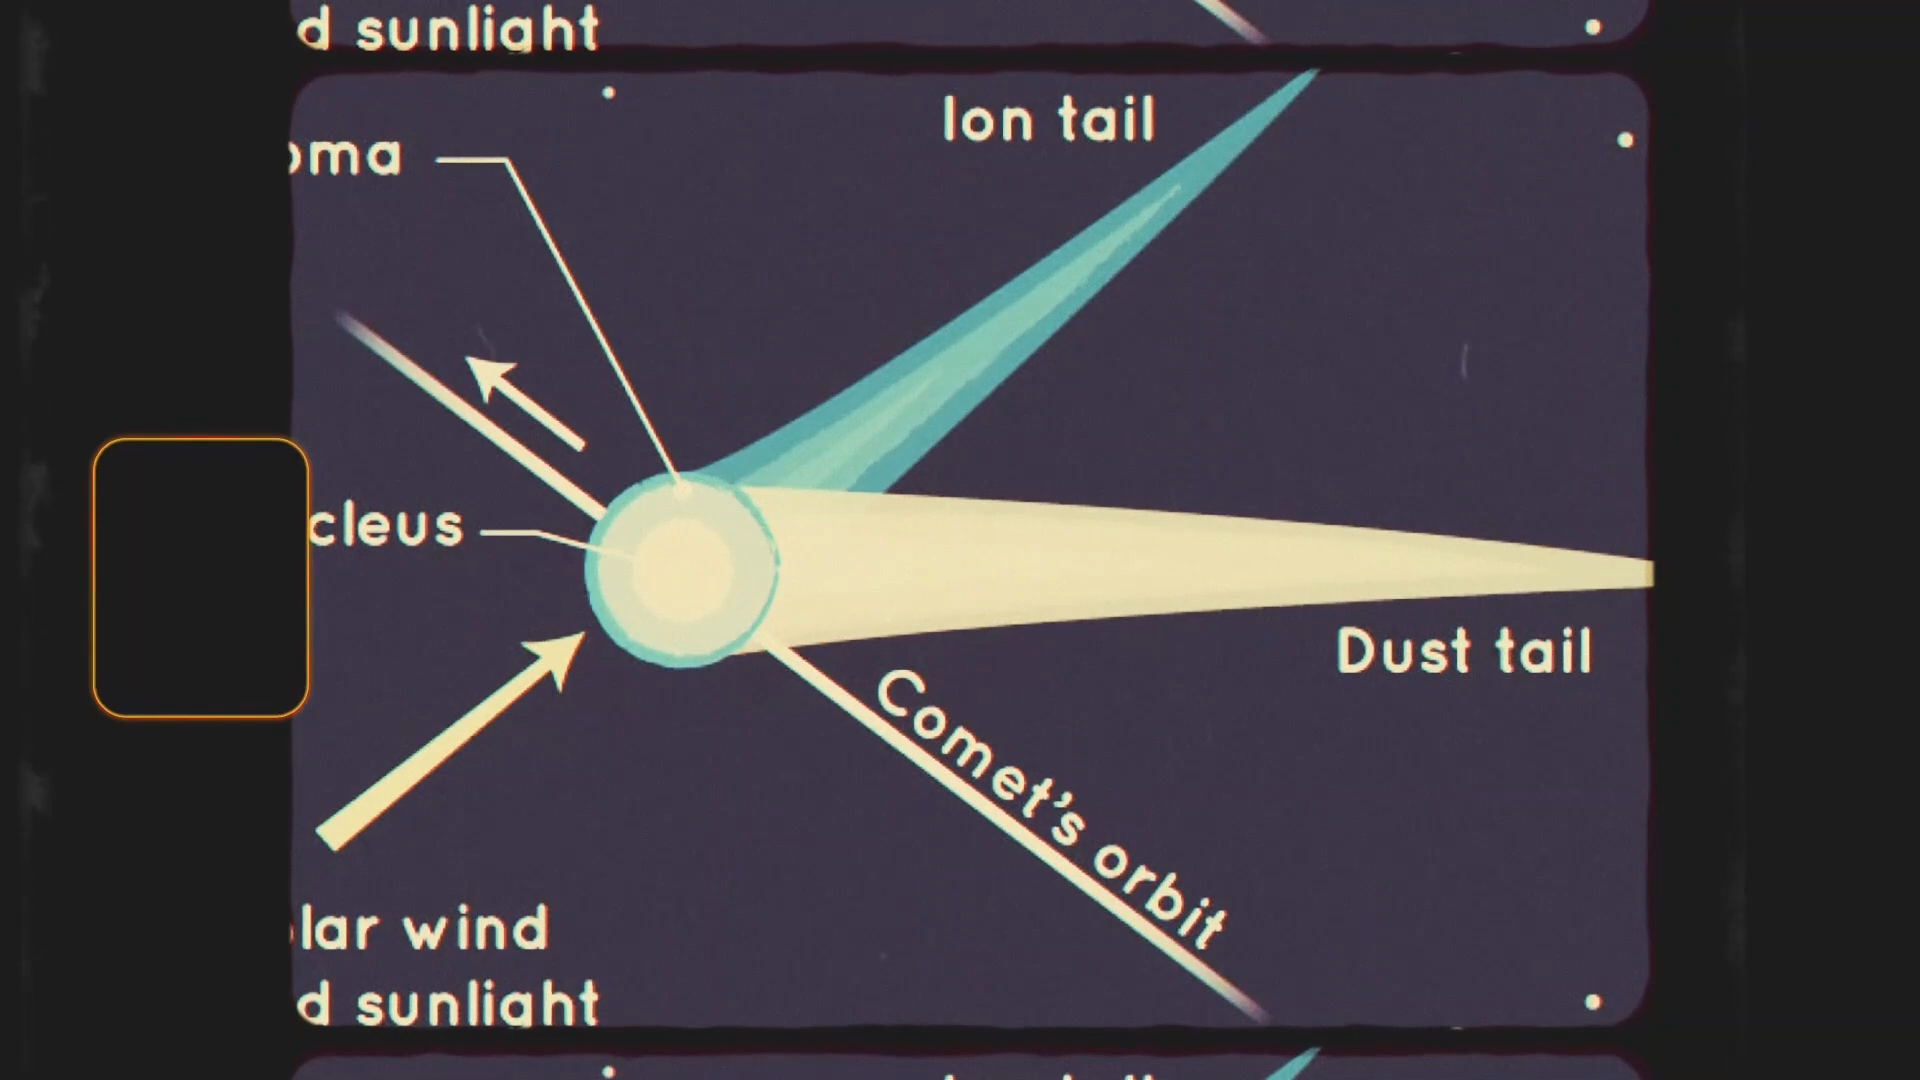 d sunlight
Ion tail
oma
cleus
Dust tail
Comet's orbit
lar wind
d sunlight